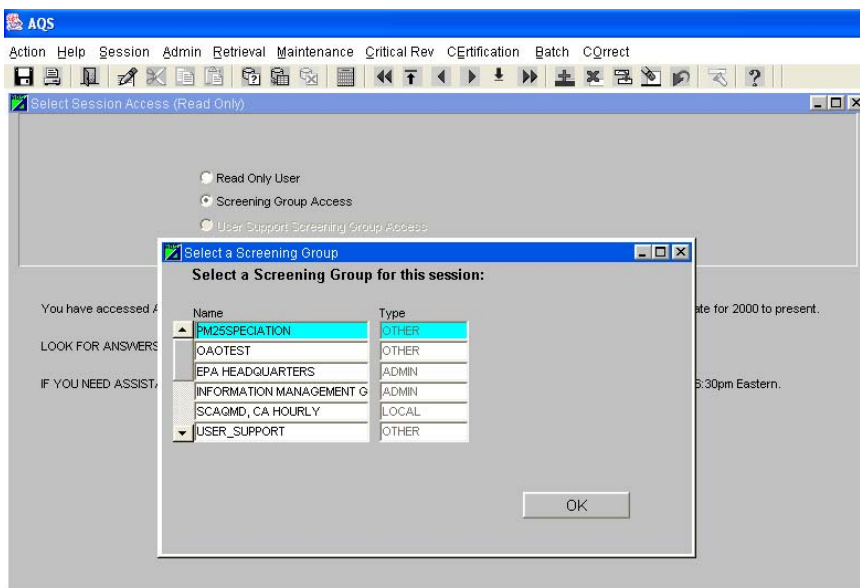 AQS
Action Help Session Admin Retrieval Maintenance Critical Rev CErtification Batch COrrect
Select Session Access (Read Only)
Read Only User
Screening Group Access
User Support Screening Group Access
Select a Screening Group
Select a Screening Group for this session:
Name Type
PM25SPECIATION OTHER
OAOTEST OTHER
EPA HEADQUARTERS ADMIN
INFORMATION MANAGEMENT G ADMIN
SCAQMD, CA HOURLY LOCAL
USER_SUPPORT OTHER
OK
You have accessed ate for 2000 to present.
LOOK FOR ANSWERS
IF YOU NEED ASSIST 6:30pm Eastern.